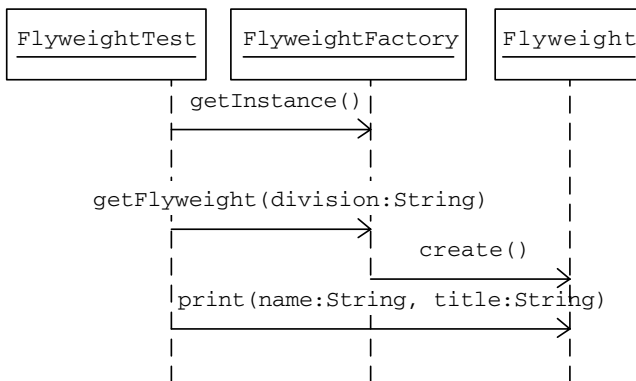 FlyweightTest
FlyweightFactory
Flyweight
getInstance()
getFlyweight(division:String)
create()
print(name:String, title:String)